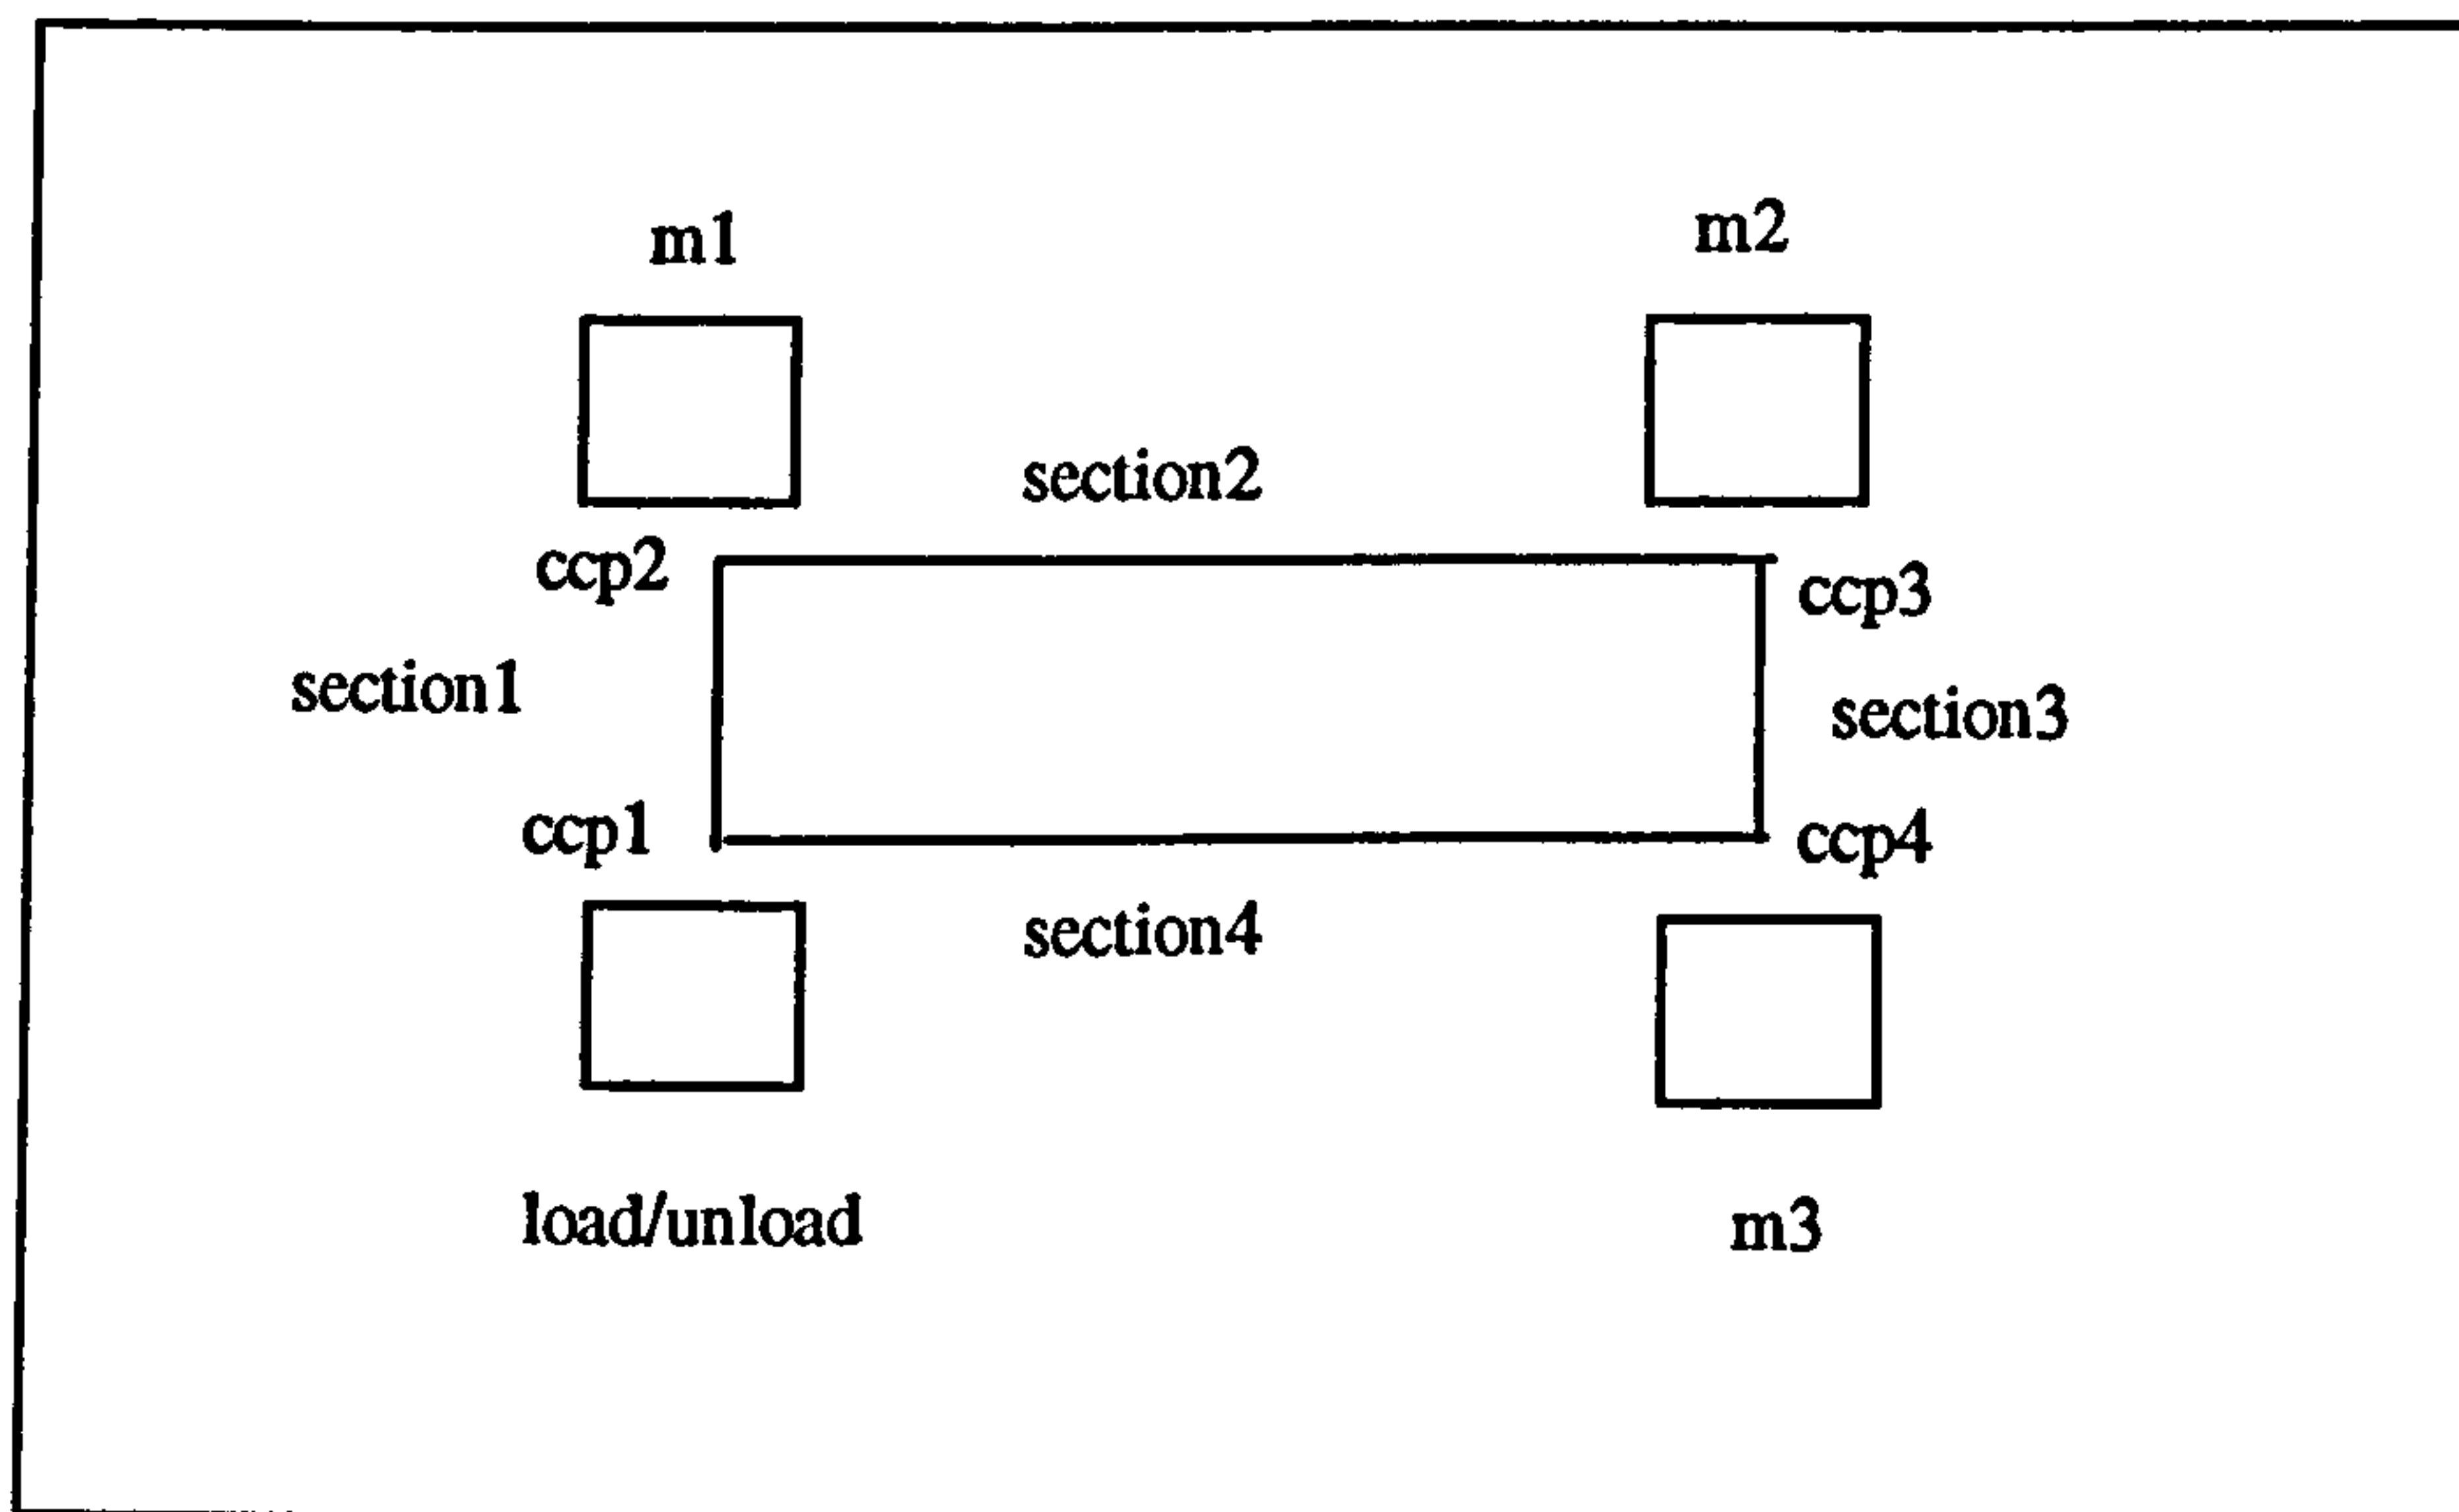 m1
m2
section2
ccp2
ccp3
section1
section3
ccp1
ccp4
section4
load/unload
m3